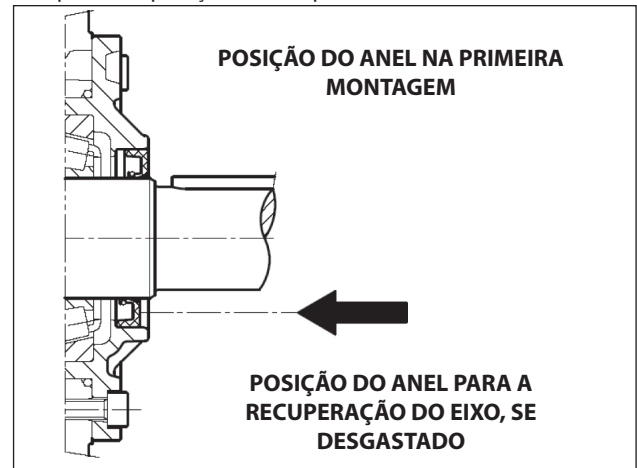 POSIÇÃO DO ANEL NA PRIMEIRA
MONTAGEM
POSIÇÃO DO ANEL PARA A
RECUPERAÇÃO DO EIXO, SE
DESGASTADO